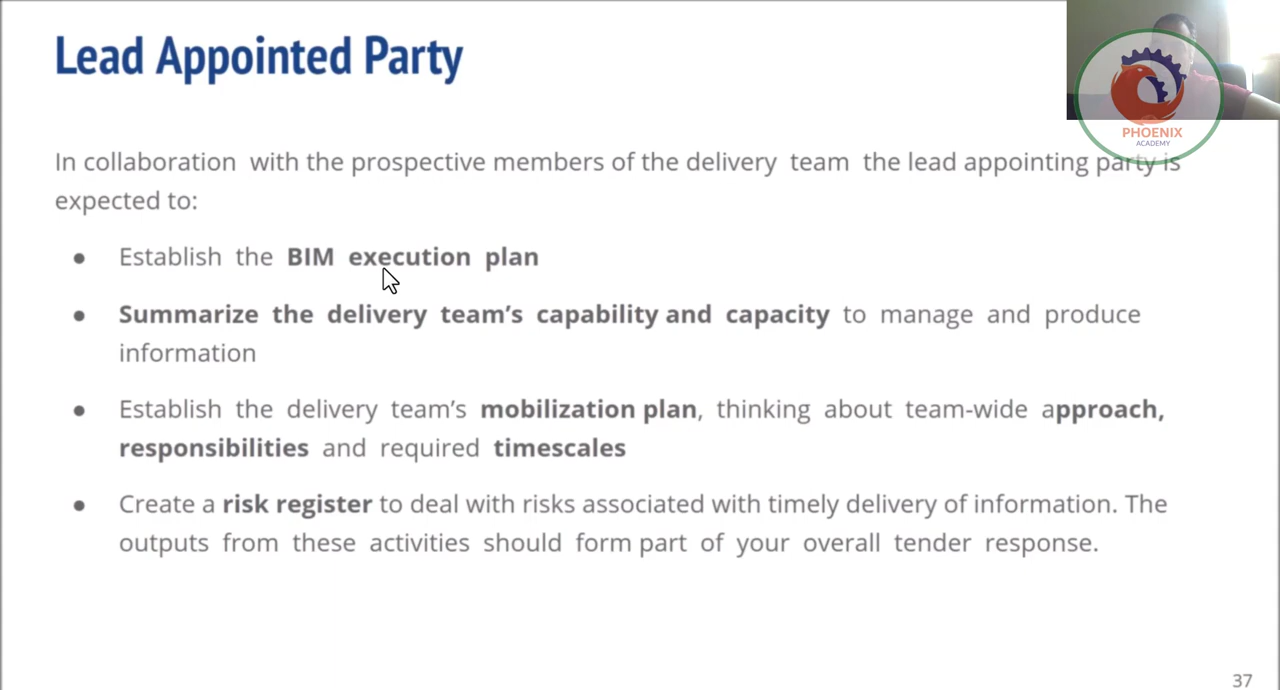 Lead Appointed Party
PHOENIX
ACADEMY
In collaboration with the prospective members of the delivery team the lead appointing party is
expected to:
● Establish the BIM execution plan
● Summarize the delivery team’s capability and capacity to manage and produce
information
● Establish the delivery team’s mobilization plan, thinking about team-wide approach,
responsibilities and required timescales
● Create a risk register to deal with risks associated with timely delivery of information. The
outputs from these activities should form part of your overall tender response.
37